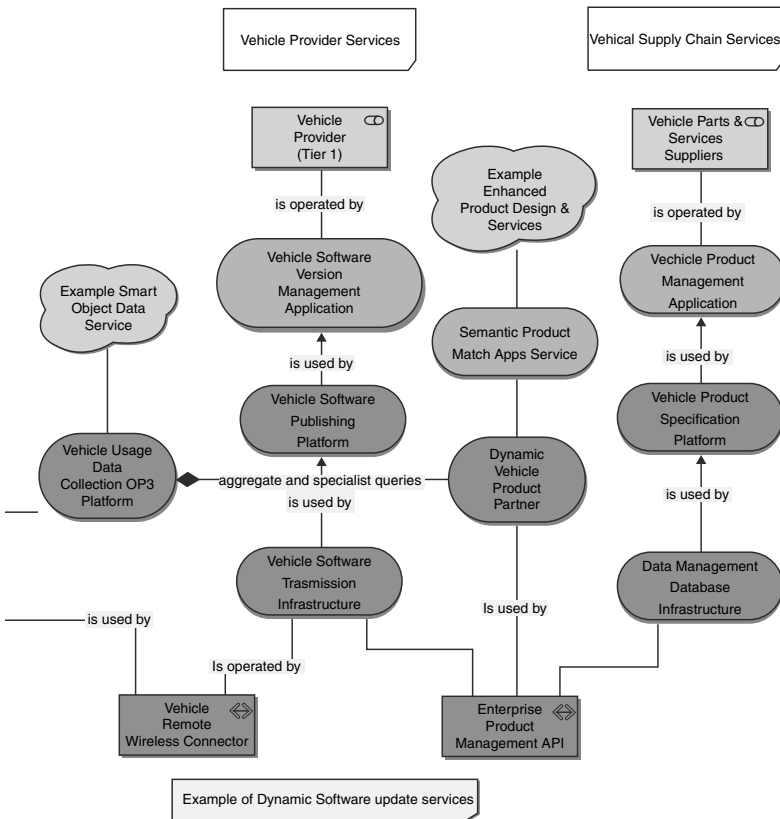 Vehicle Provider Services
Vehical Supply Chain Services
Vehicle
Provider
(Tier 1)
Vehicle Parts &
Services
Suppliers
Example
Enhanced
Product Design &
Services
is operated by
is operated by
Vehicle Software
Version
Management
Application
Vechicle Product
Management
Application
Example Smart
Object Data
Service
Semantic Product
Match Apps Service
is used by
is used by
Vehicle Software
Publishing
Platform
Vehicle Product
Specification
Platform
Vehicle Usage
Data
Collection OP3
Platform
aggregate and specialist queries
Dynamic
Vehicle
Product
Partner
is used by
is used by
Vehicle Software
Trasmission
Infrastructure
Data Management
Database
Infrastructure
is used by
Is used by
Is operated by
Vehicle
Remote
Wireless Connector
Enterprise
Product
Management API
Example of Dynamic Software update services